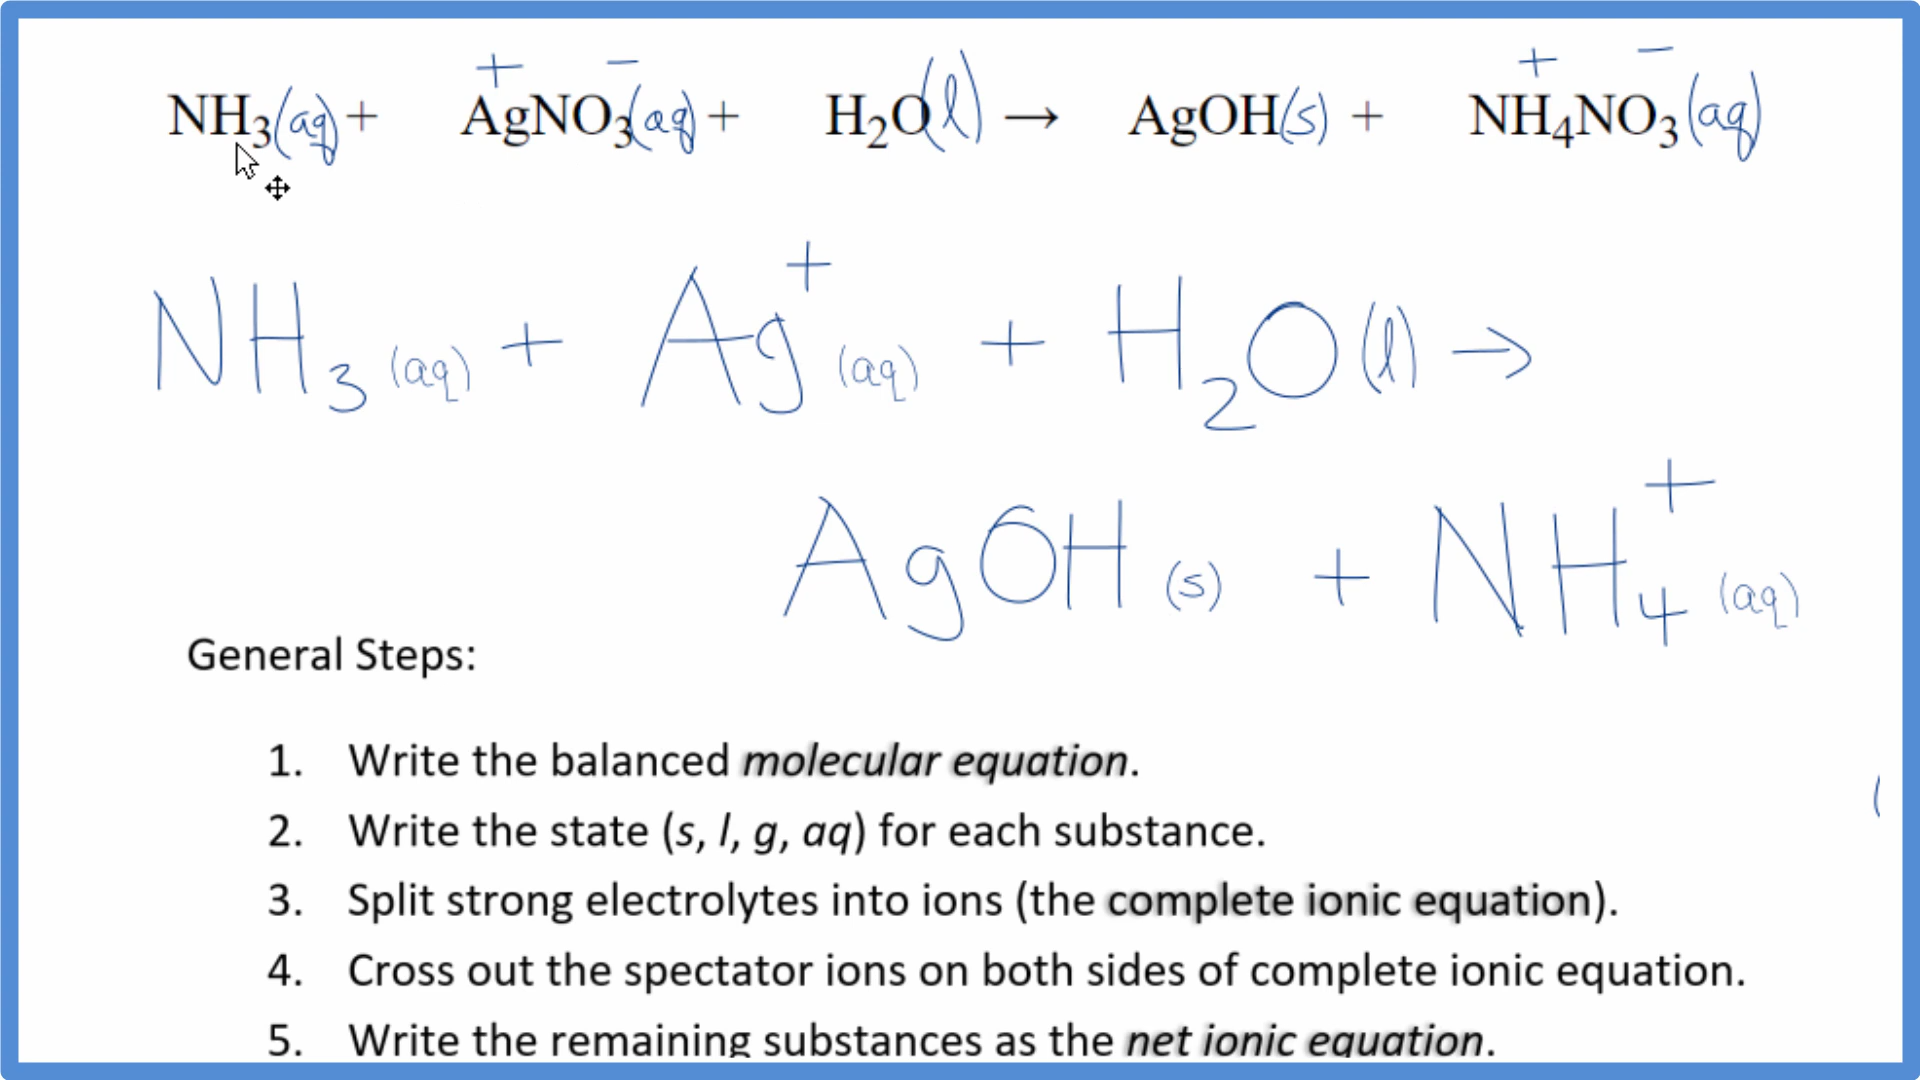 NH₃(aq) + AgNO₃(aq) + H₂O(l) → AgOH(s) + NH₄NO₃(aq)
+ − + −
NH₃ (aq) + Ag⁺ (aq) + H₂O (l) →
AgOH (s) + NH₄⁺ (aq)
General Steps:
1. Write the balanced molecular equation.
2. Write the state (s, l, g, aq) for each substance.
3. Split strong electrolytes into ions (the complete ionic equation).
4. Cross out the spectator ions on both sides of complete ionic equation.
5. Write the remaining substances as the net ionic equation.